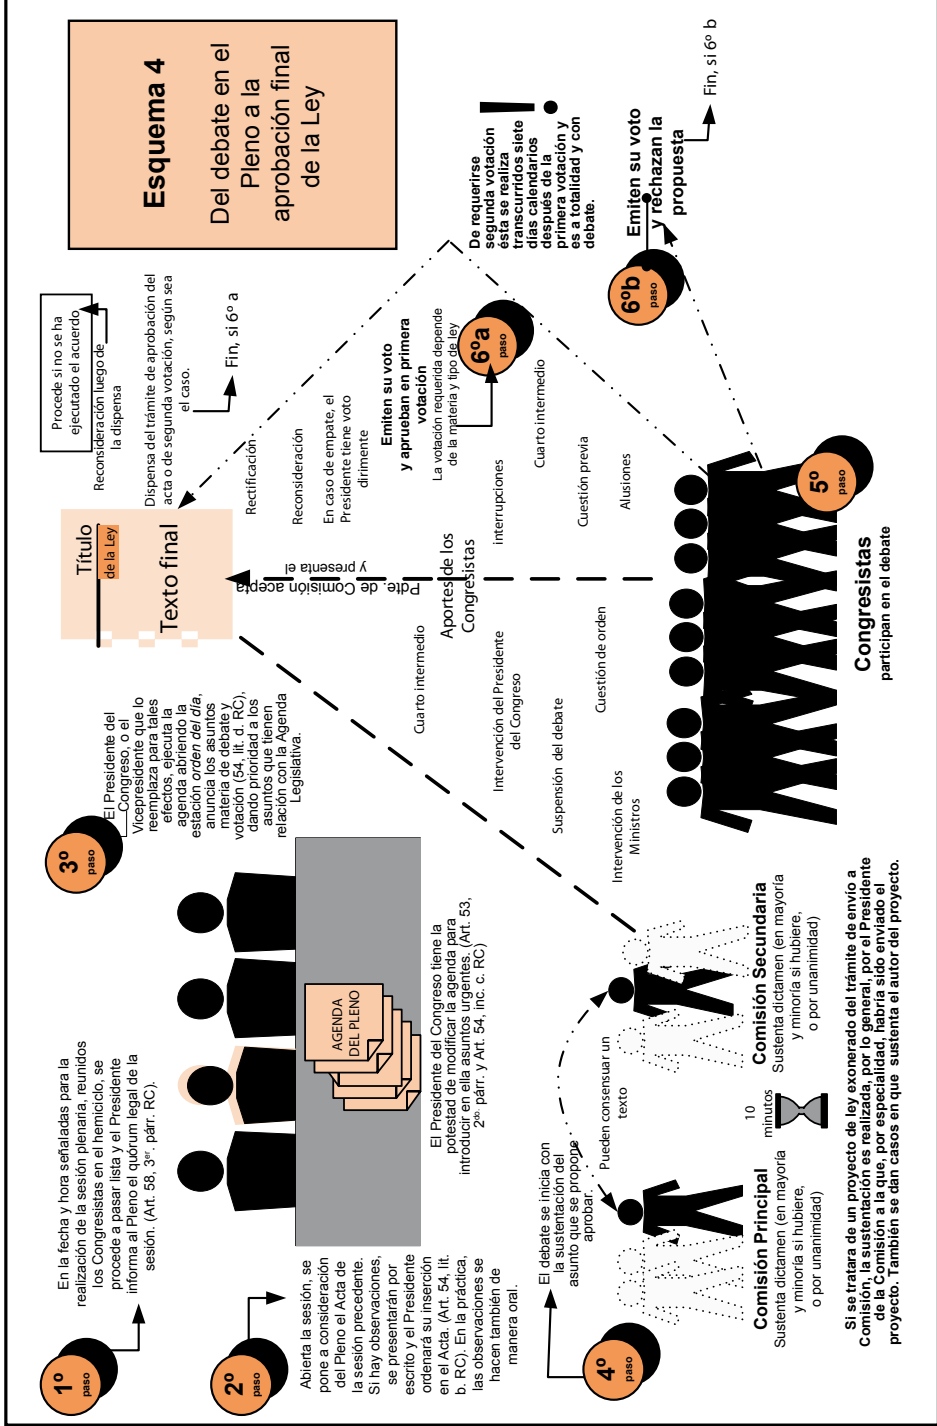 Esquema 4
Del debate en el
Pleno a la
aprobación final
de la Ley
1º
paso
En la fecha y hora señaladas para la
realización de la sesión plenaria, reunidos
los Congresistas en el hemiciclo, se
procede a pasar lista y el Presidente
informa al Pleno el quórum legal de la
sesión. (Art. 58, 3er. párr. RC).
2º
paso
Abierta la sesión, se
pone a consideración
del Pleno el Acta de
la sesión precedente.
Si hay observaciones,
se presentarán por
escrito y el Presidente
ordenará su inserción
en el Acta. (Art. 54, lit.
b. RC). En la práctica,
las observaciones se
hacen también de
manera oral.
AGENDA
DEL PLENO
El Presidente del Congreso tiene la
potestad de modificar la agenda para
introducir en ella asuntos urgentes. (Art. 53,
2do. párr. y Art. 54, inc. c. RC)
3º
paso
El Presidente del
Congreso, o el
Vicepresidente que lo
reemplaza para tales
efectos, ejecuta la
agenda abriendo la
estación orden del día,
anuncia los asuntos
materia de debate y
votación (54, lit. d. RC),
dando prioridad a los
asuntos que tienen
relación con la Agenda
Legislativa.
4º
paso
El debate se inicia con
la sustentación del
asunto que se propone
aprobar.
Pueden consensuar un
texto
Comisión Principal
Sustenta dictamen (en mayoría
y minoría si hubiere,
o por unanimidad)
10
minutos
Comisión Secundaria
Sustenta dictamen (en mayoría
y minoría si hubiere,
o por unanimidad)
Si se tratara de un proyecto de ley exonerado del trámite de envío a
Comisión, la sustentación es realizada, por lo general, por el Presidente
de la Comisión a la que, por especialidad, habría sido enviado el
proyecto. También se dan casos en que sustenta el autor del proyecto.
5º
paso
Congresistas
participan en el debate
Aportes de los
Congresistas
Cuarto intermedio
Intervención del Presidente
del Congreso
Suspensión del debate
Cuestión de orden
Intervención de los
Ministros
interrupciones
Cuarto intermedio
Cuestión previa
Alusiones
Pdte. de Comisión acepta
y presenta el
Título
de la Ley
Texto final
Rectificación
Reconsideración
En caso de empate, el
Presidente tiene voto
dirimente
Emiten su voto
y aprueban en primera
votación
La votación requerida depende
de la materia y tipo de ley
6ºa
paso
De requerirse
segunda votación
ésta se realiza
transcurridos siete
días calendarios
después de la
primera votación y
es a totalidad y con
debate.
6ºb
paso
Emiten su voto
y rechazan la
propuesta
Fin, si 6º b
Dispensa del trámite de aprobación del
acta o de segunda votación, según sea
el caso.
Fin, si 6º a
Reconsideración luego de
la dispensa
Procede si no se ha
ejecutado el acuerdo